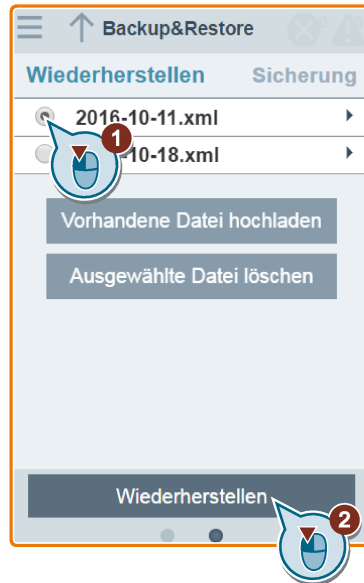 Backup&Restore
Wiederherstellen Sicherung
2016-10-11.xml
1
-10-18.xml
Vorhandene Datei hochladen
Ausgewählte Datei löschen
Wiederherstellen
2